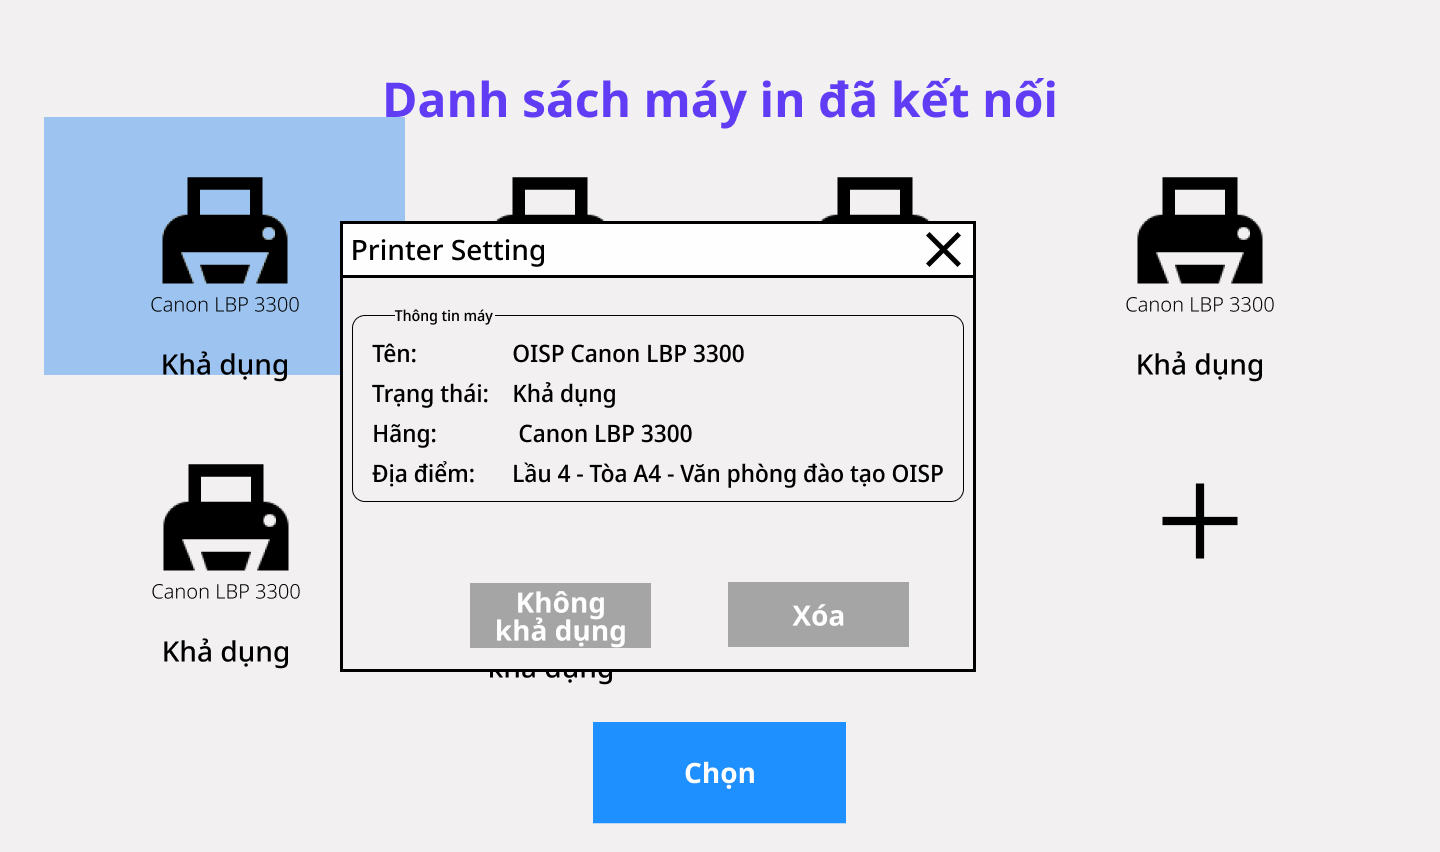 Danh sách máy in đã kết nối
Canon LBP 3300
Khả dụng
Canon LBP 3300
Khả dụng
Printer Setting
Thông tin máy
Tên: OISP Canon LBP 3300
Trạng thái: Khả dụng
Hãng: Canon LBP 3300
Địa điểm: Lầu 4 - Tòa A4 - Văn phòng đào tạo OISP
Không
khả dụng
Xóa
Canon LBP 3300
Khả dụng
khả dụng
Chọn